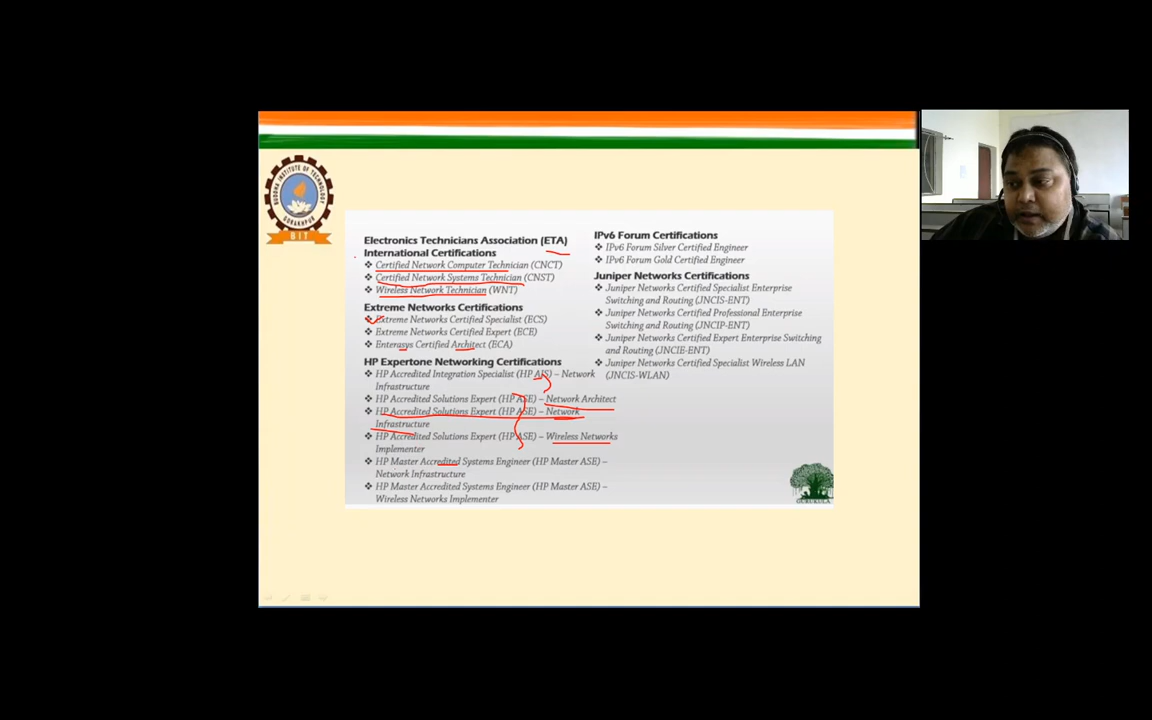 BUDDHA INSTITUTE OF TECHNOLOGY
GORAKHPUR
BIT
Electronics Technicians Association (ETA)
International Certifications
❖ Certified Network Computer Technician (CNCT)
❖ Certified Network Systems Technician (CNST)
❖ Wireless Network Technician (WNT)
Extreme Networks Certifications
❖ Extreme Networks Certified Specialist (ECS)
❖ Extreme Networks Certified Expert (ECE)
❖ Enterasys Certified Architect (ECA)
HP Expertone Networking Certifications
❖ HP Accredited Integration Specialist (HP AIS) – Network
Infrastructure
❖ HP Accredited Solutions Expert (HP ASE) – Network Architect
❖ HP Accredited Solutions Expert (HP ASE) – Network
Infrastructure
❖ HP Accredited Solutions Expert (HP ASE) – Wireless Networks
Implementer
❖ HP Master Accredited Systems Engineer (HP Master ASE) –
Network Infrastructure
❖ HP Master Accredited Systems Engineer (HP Master ASE) –
Wireless Networks Implementer
IPv6 Forum Certifications
❖ IPv6 Forum Silver Certified Engineer
❖ IPv6 Forum Gold Certified Engineer
Juniper Networks Certifications
❖ Juniper Networks Certified Specialist Enterprise
Switching and Routing (JNCIS-ENT)
❖ Juniper Networks Certified Professional Enterprise
Switching and Routing (JNCIP-ENT)
❖ Juniper Networks Certified Expert Enterprise Switching
and Routing (JNCIE-ENT)
❖ Juniper Networks Certified Specialist Wireless LAN
(JNCIS-WLAN)
GURUKULA